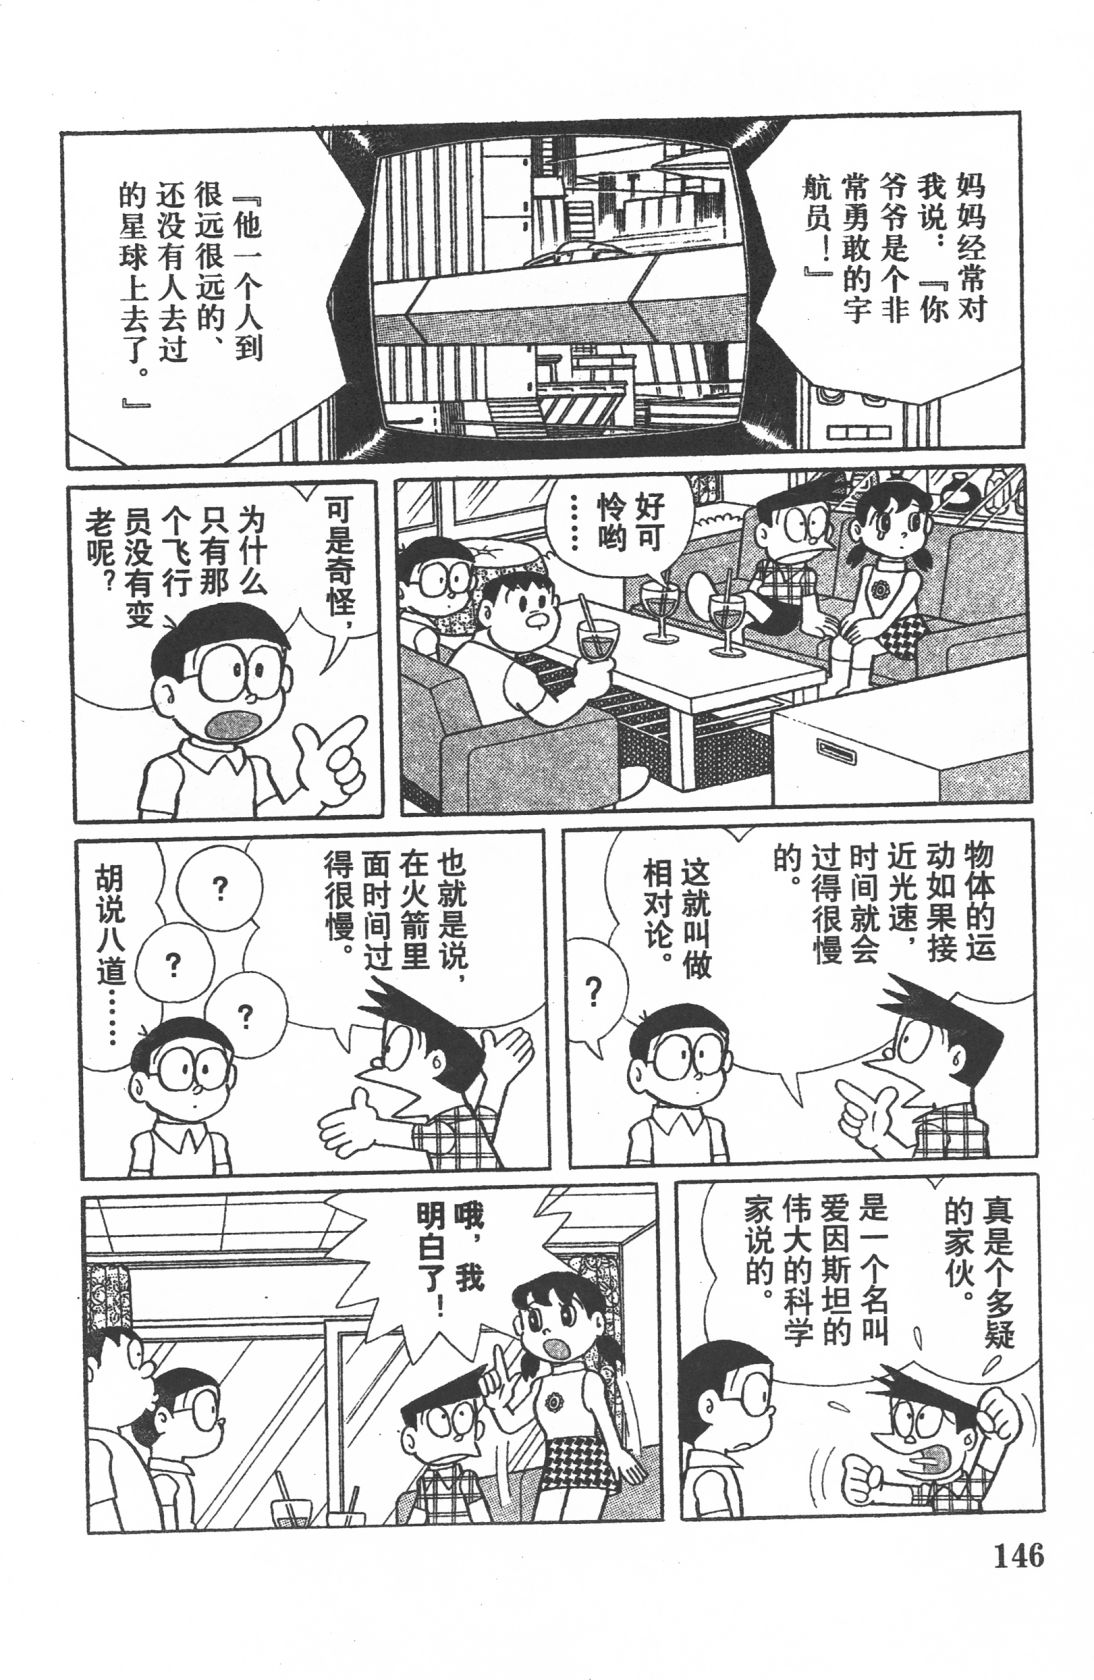 妈妈经常对
我说：『你
爷爷是个非
常勇敢的宇
航员！』
『他一个人到
很远很远的、
还没有人去过
的星球上去了。』
好可
怜哟
……
可是奇怪，
为什么
只有那
个飞行
员没有变
老呢？
物体的运
动如果接
近光速，
时间就会
过得很慢
的。
这就叫做
相对论。
？
也就是说，
在火箭里
面时间过
得很慢。
？
？
？
胡说八道……
真是个多疑
的家伙。
是一个名叫
爱因斯坦的
伟大的科学
家说的。
哦，我
明白了！
146